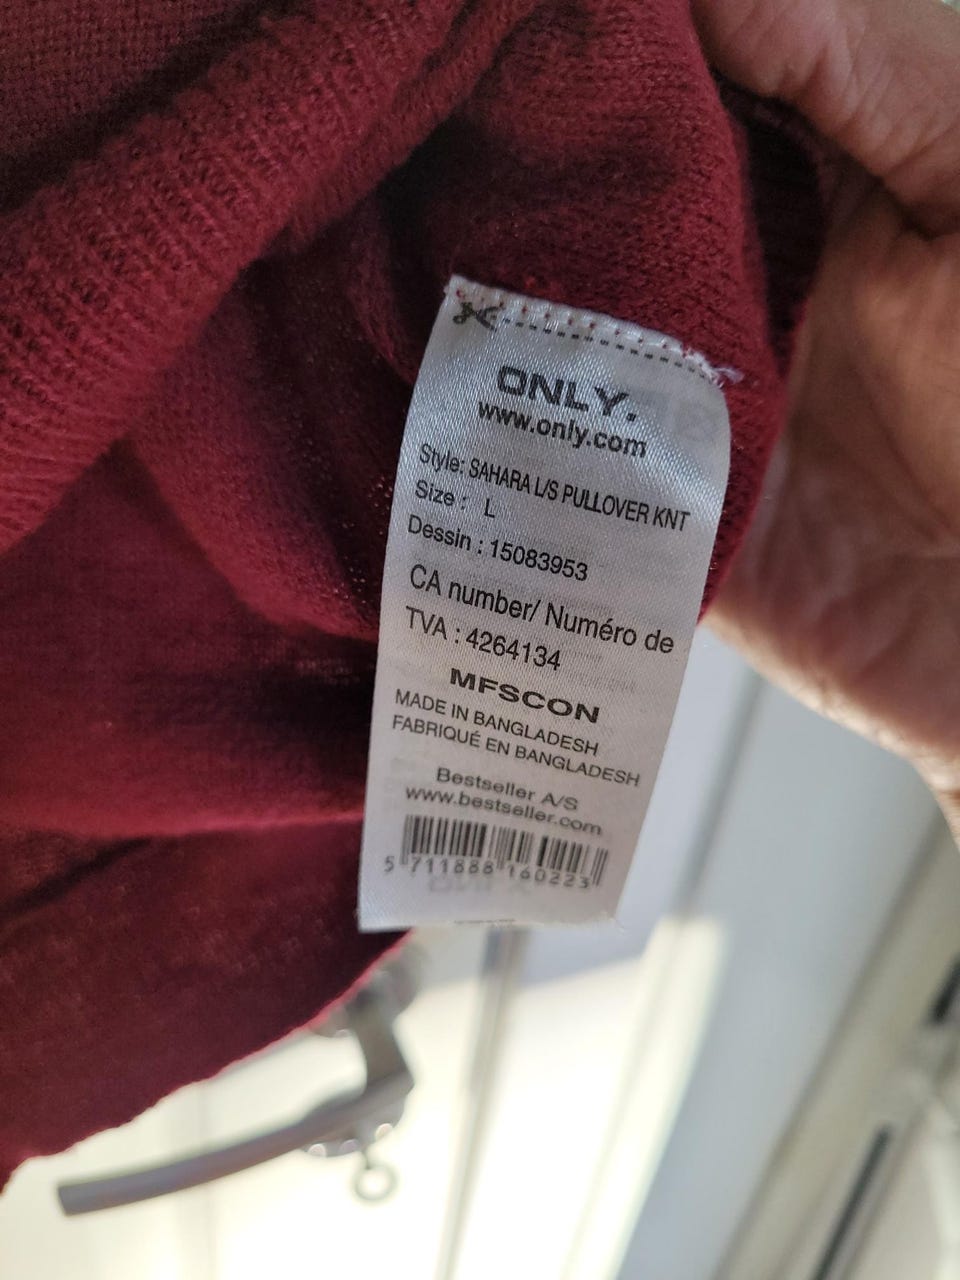 ONLY.
www.only.com
Style: SAHARA L/S PULLOVER KNT
Size : L
Dessin : 15083953
CA number/ Numéro de
TVA : 4264134
MFSCON
MADE IN BANGLADESH
FABRIQUÉ EN BANGLADESH
Bestseller A/S
www.bestseller.com
5 711888 160223